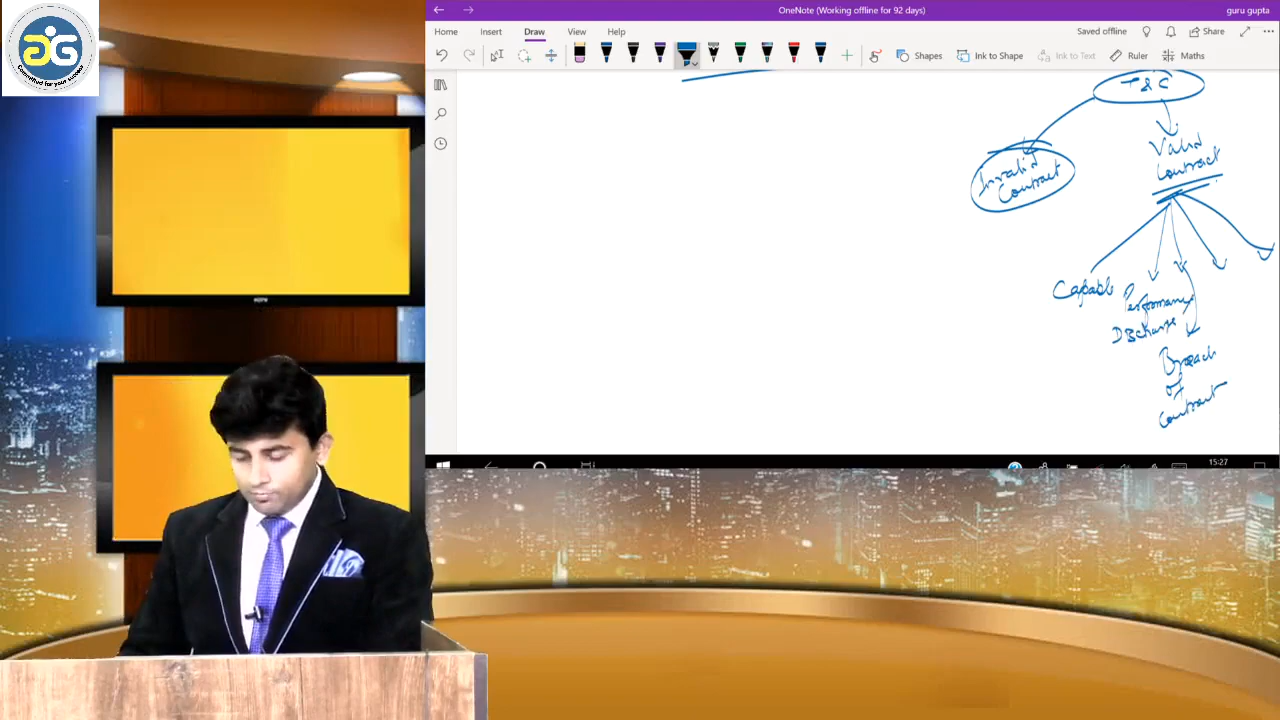 OneNote (Working offline for 92 days)
guru gupta
Home Insert Draw View Help
Saved offline
Share
Shapes
Ink to Shape
Ink to Text
Ruler
Maths
T & C
Invalid
Contract
Valid
Contract
Capable
Performance
Discharge
Breach
of
Contract
15:27